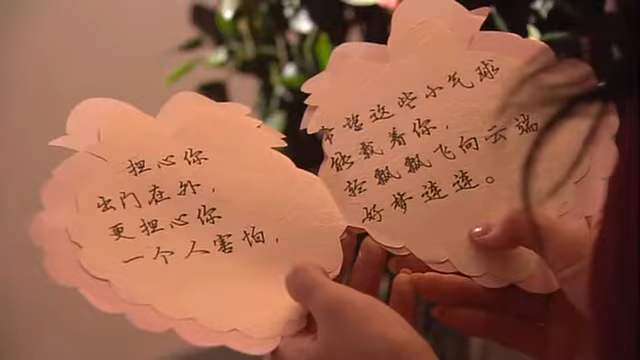 担心你
出门在外，
更担心你
一个人害怕，
希望这些小气球
能载着你，
轻飘飘飞向云端
好梦连连。